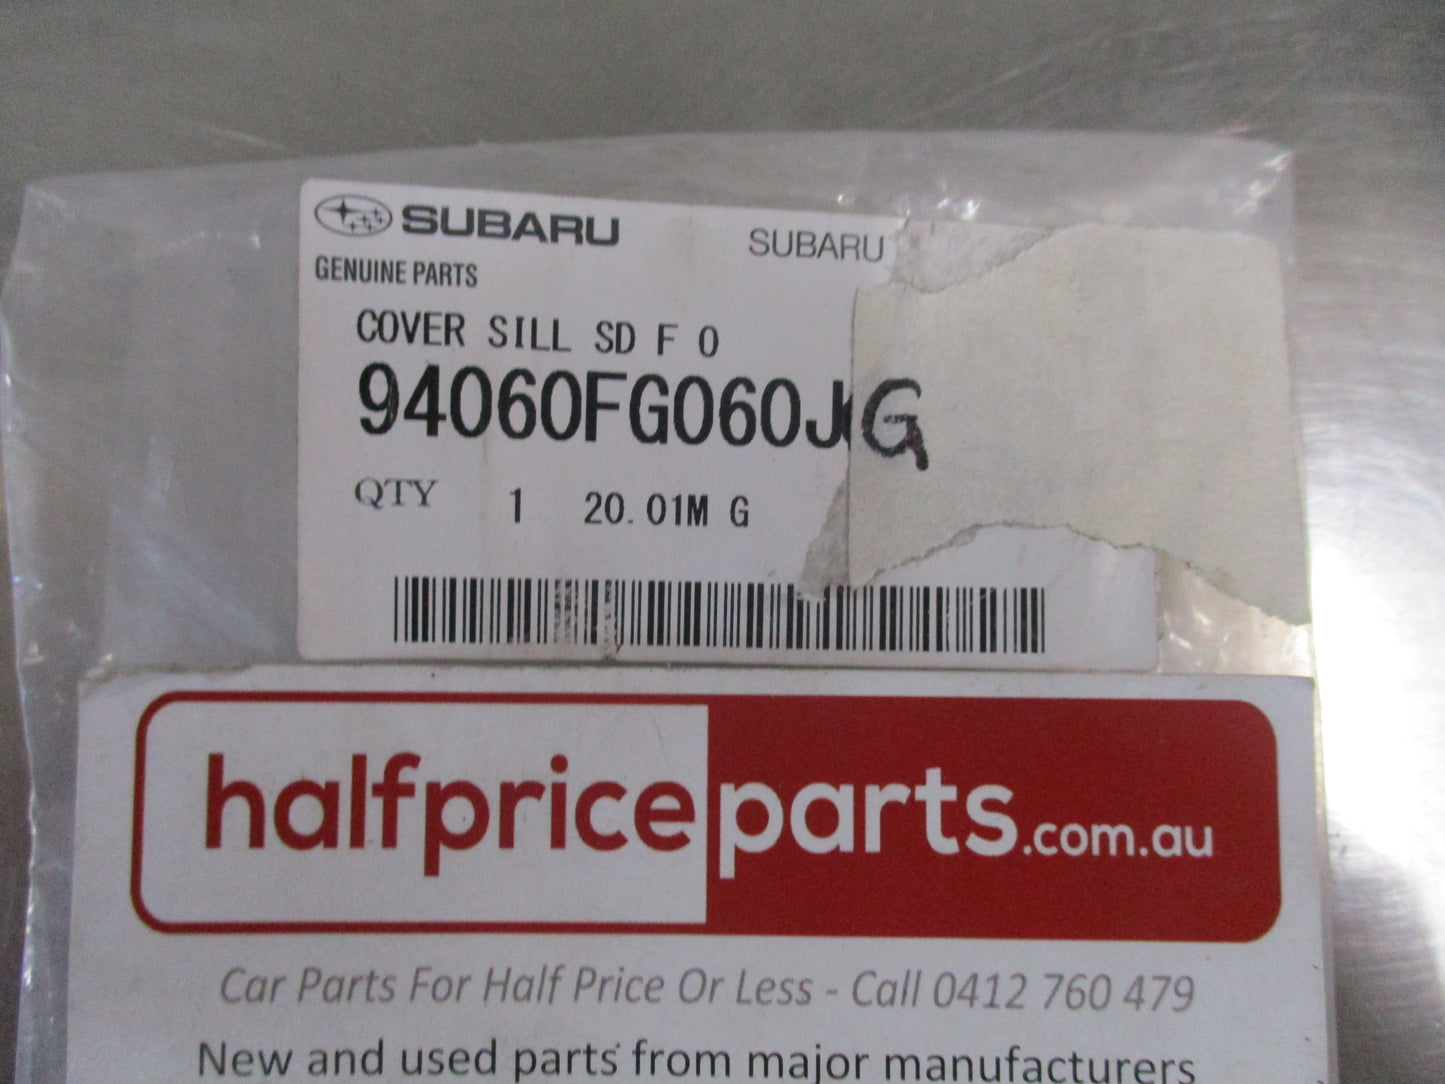 SUBARU SUBARU
GENUINE PARTS
COVER SILL SD F O
94060FG060JG
QTY 1 20.01M G
halfpriceparts.com.au
Car Parts For Half Price Or Less - Call 0412 760 479
New and used parts from major manufacturers